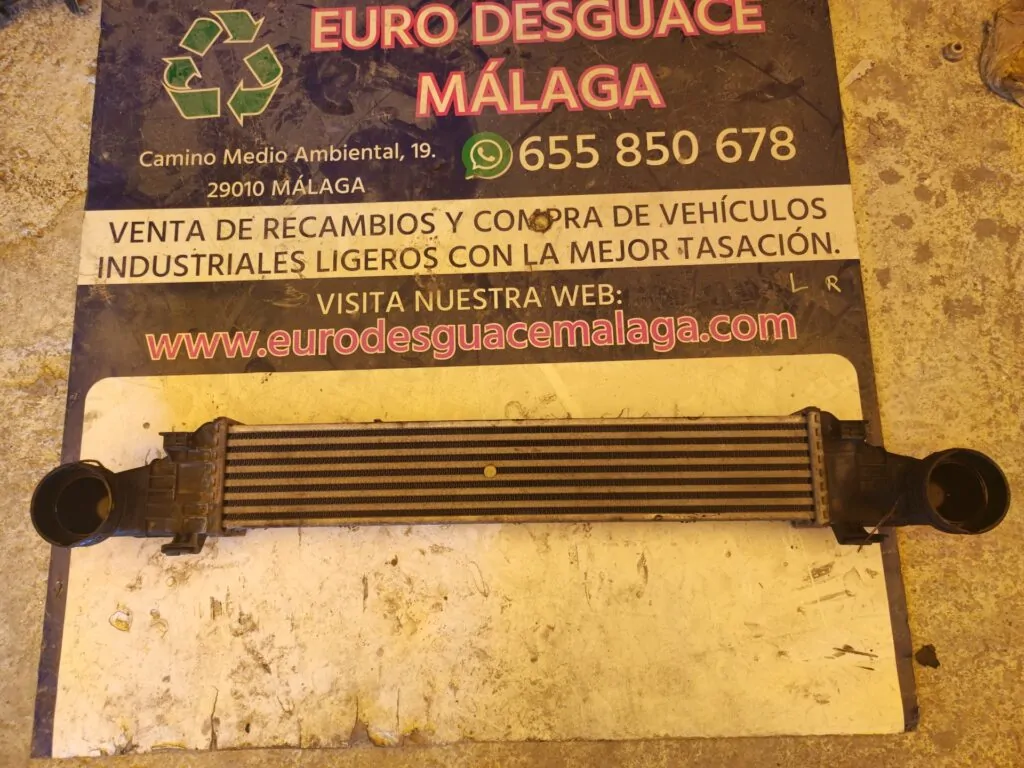 EURO DESGUACE
MÁLAGA
Camino Medio Ambiental, 19.
29010 MÁLAGA
655 850 678
VENTA DE RECAMBIOS Y COMPRA DE VEHÍCULOS
INDUSTRIALES LIGEROS CON LA MEJOR TASACIÓN.
VISITA NUESTRA WEB:
L R
www.eurodesguacemalaga.com